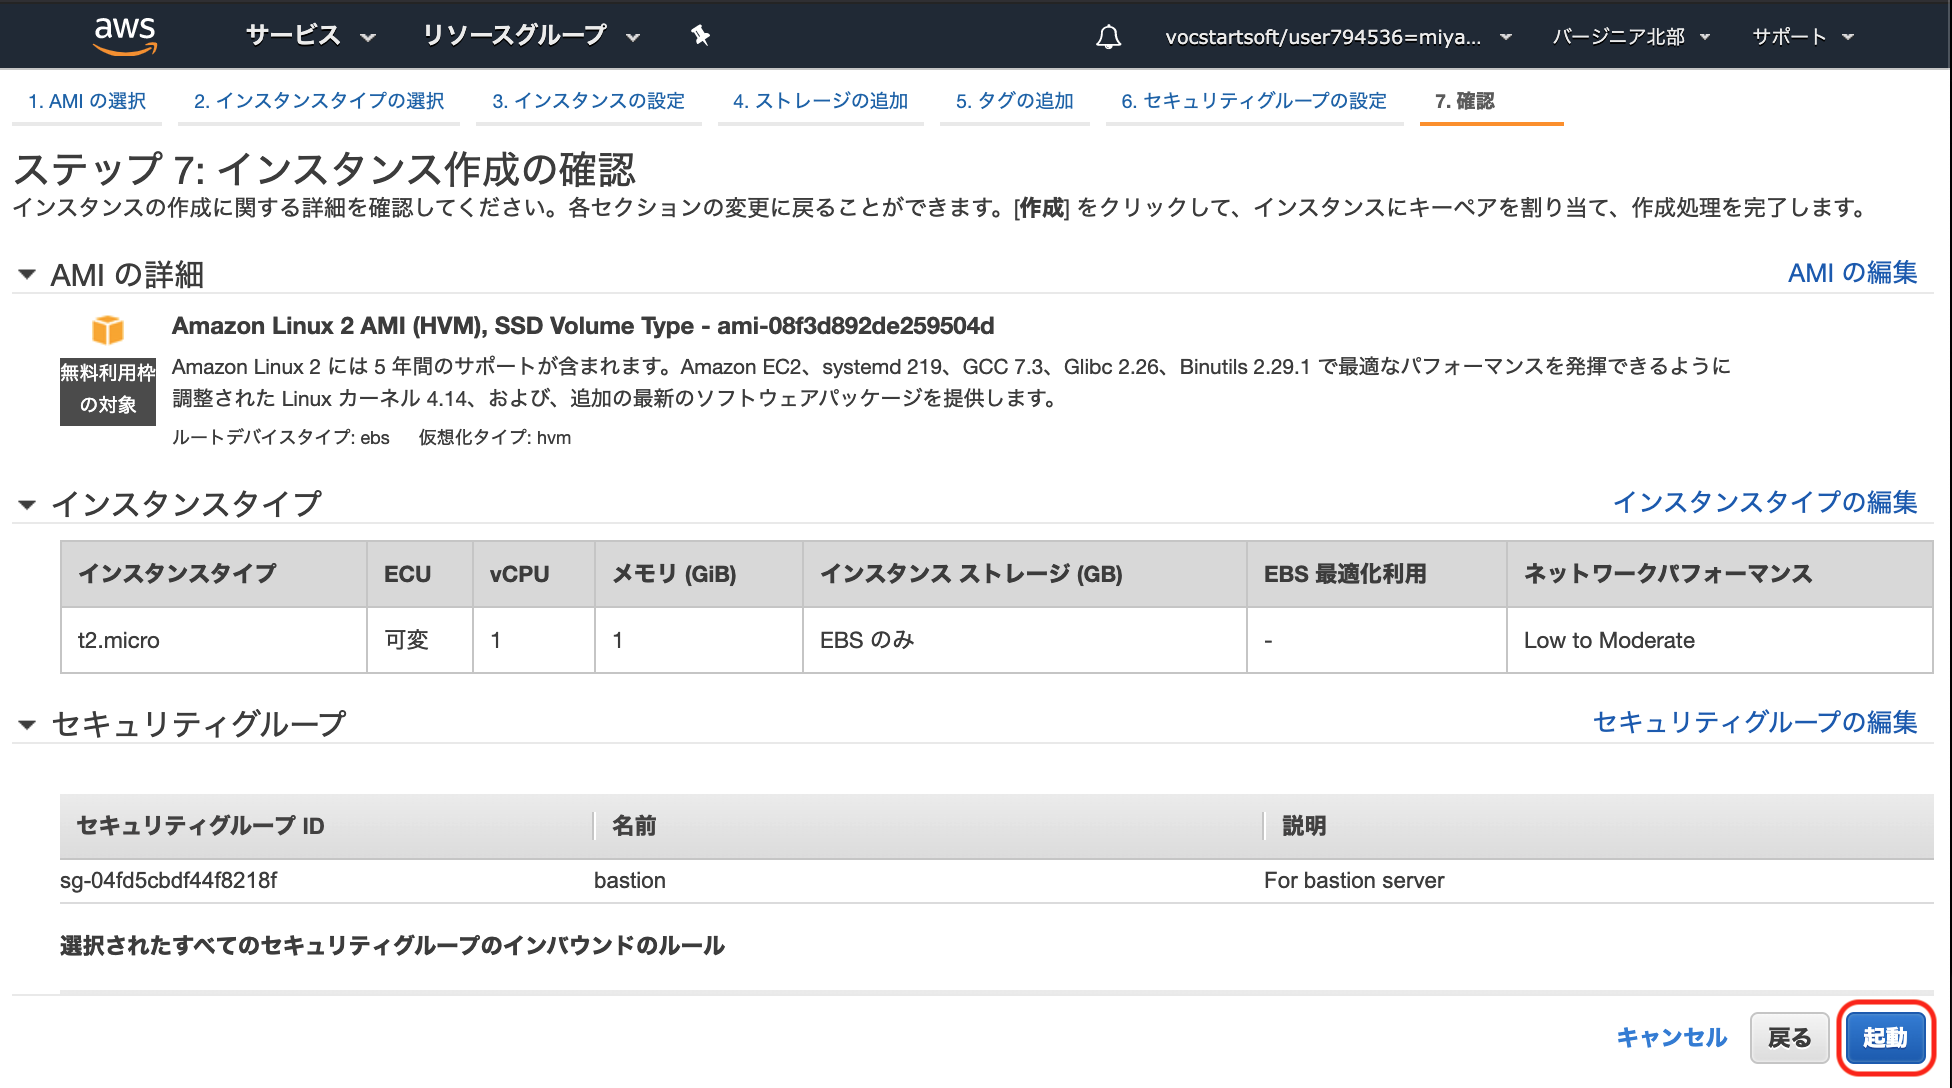 aws サービス リソースグループ vocstartsoft/user794536=miya... バージニア北部 サポート
1. AMI の選択 2. インスタンスタイプの選択 3. インスタンスの設定 4. ストレージの追加 5. タグの追加 6. セキュリティグループの設定 7. 確認
ステップ 7: インスタンス作成の確認
インスタンスの作成に関する詳細を確認してください。各セクションの変更に戻ることができます。[作成] をクリックして、インスタンスにキーペアを割り当て、作成処理を完了します。
AMI の詳細 AMI の編集
Amazon Linux 2 AMI (HVM), SSD Volume Type - ami-08f3d892de259504d
無料利用枠
の対象
Amazon Linux 2 には 5 年間のサポートが含まれます。Amazon EC2、systemd 219、GCC 7.3、Glibc 2.26、Binutils 2.29.1 で最適なパフォーマンスを発揮できるように
調整された Linux カーネル 4.14、および、追加の最新のソフトウェアパッケージを提供します。
ルートデバイスタイプ: ebs 仮想化タイプ: hvm
インスタンスタイプ インスタンスタイプの編集
インスタンスタイプ ECU vCPU メモリ (GiB) インスタンス ストレージ (GB) EBS 最適化利用 ネットワークパフォーマンス
t2.micro 可変 1 1 EBS のみ - Low to Moderate
セキュリティグループ セキュリティグループの編集
セキュリティグループ ID 名前 説明
sg-04fd5cbdf44f8218f bastion For bastion server
選択されたすべてのセキュリティグループのインバウンドのルール
キャンセル 戻る 起動